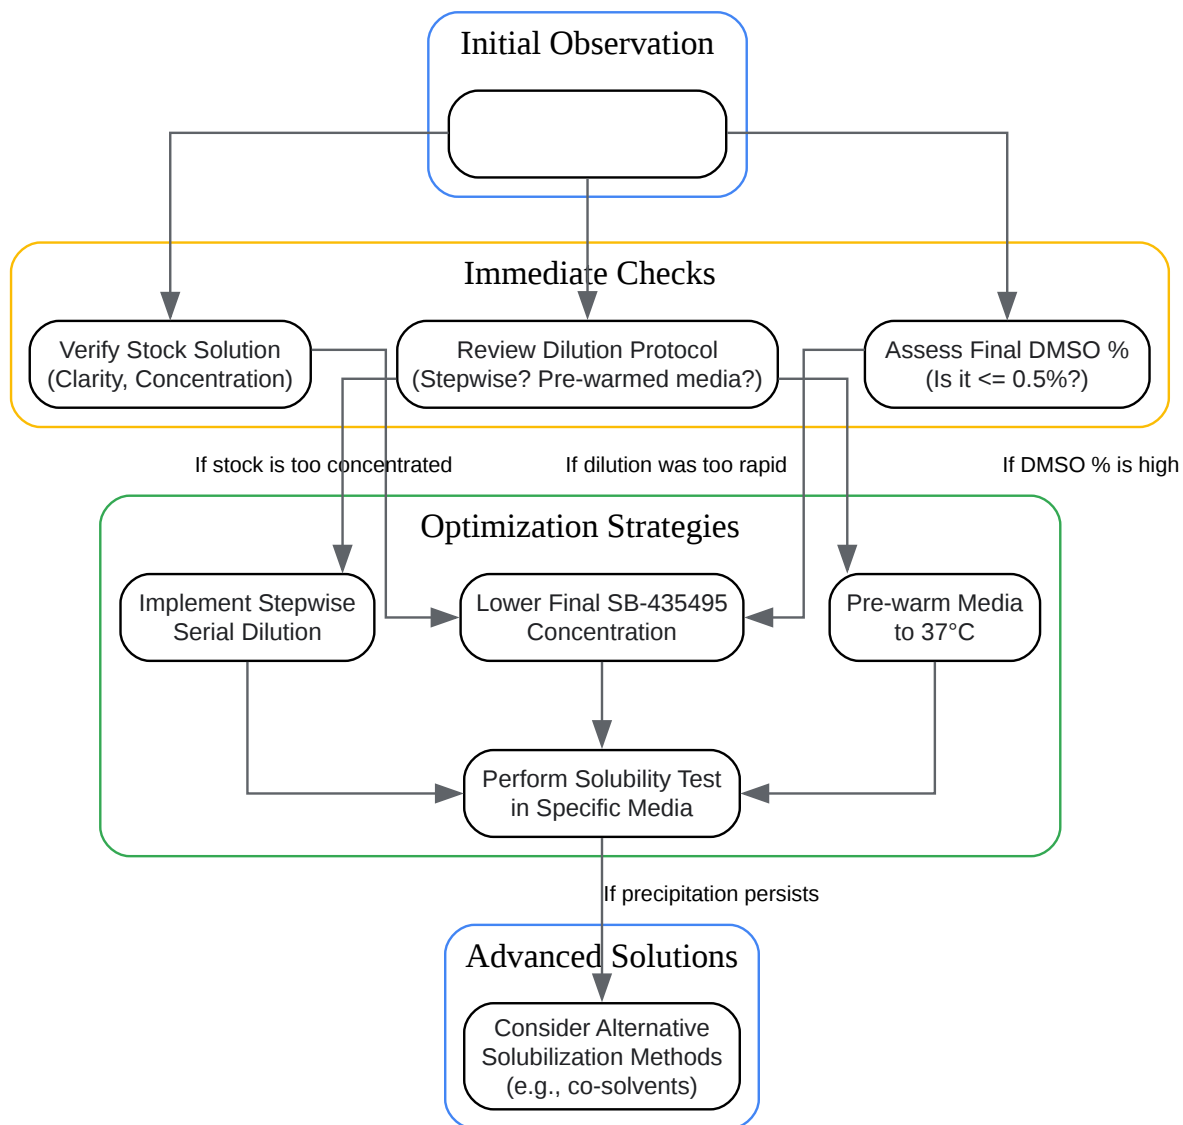 Initial Observation
Immediate Checks
Verify Stock Solution
(Clarity, Concentration)
Review Dilution Protocol
(Stepwise? Pre-warmed media?)
Assess Final DMSO %
(Is it <= 0.5%?)
If stock is too concentrated
If dilution was too rapid
If DMSO % is high
Optimization Strategies
Implement Stepwise
Serial Dilution
Lower Final SB-435495
Concentration
Pre-warm Media
to 37°C
Perform Solubility Test
in Specific Media
If precipitation persists
Advanced Solutions
Consider Alternative
Solubilization Methods
(e.g., co-solvents)